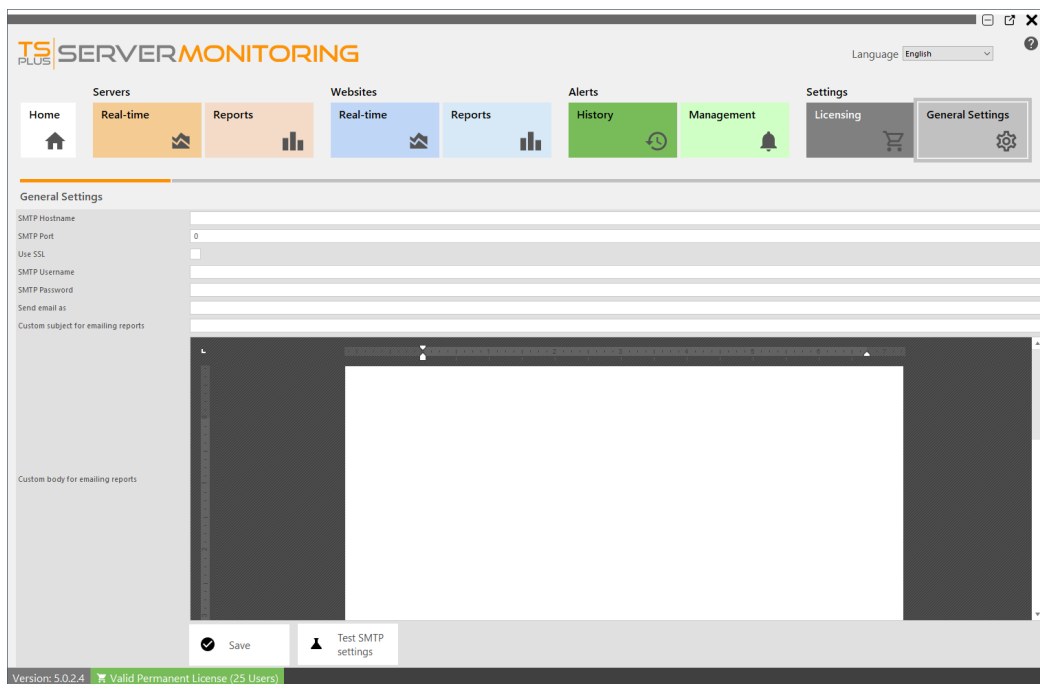 TS PLUS SERVERMONITORING
Language English
Servers Websites Alerts Settings
Home Real-time Reports Real-time Reports History Management Licensing General Settings
General Settings
SMTP Hostname
SMTP Port 0
Use SSL
SMTP Username
SMTP Password
Send email as
Custom subject for emailing reports
Custom body for emailing reports
Save
Test SMTP
settings
Version: 5.0.2.4 Valid Permanent License (25 Users)